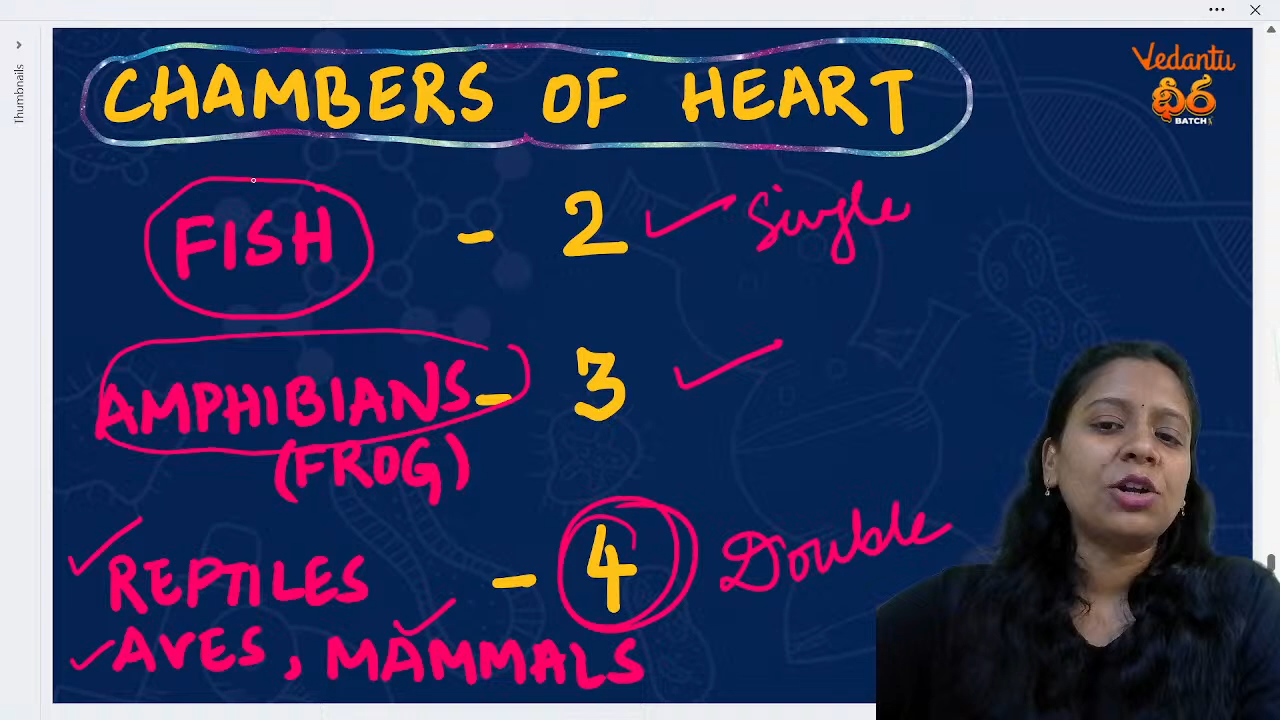 Thumbnails
CHAMBERS OF HEART
Vedantu
ధీర
BATCH
FISH - 2 Single
AMPHIBIANS - 3
(FROG)
REPTILES - 4 Double
AVES, MAMMALS